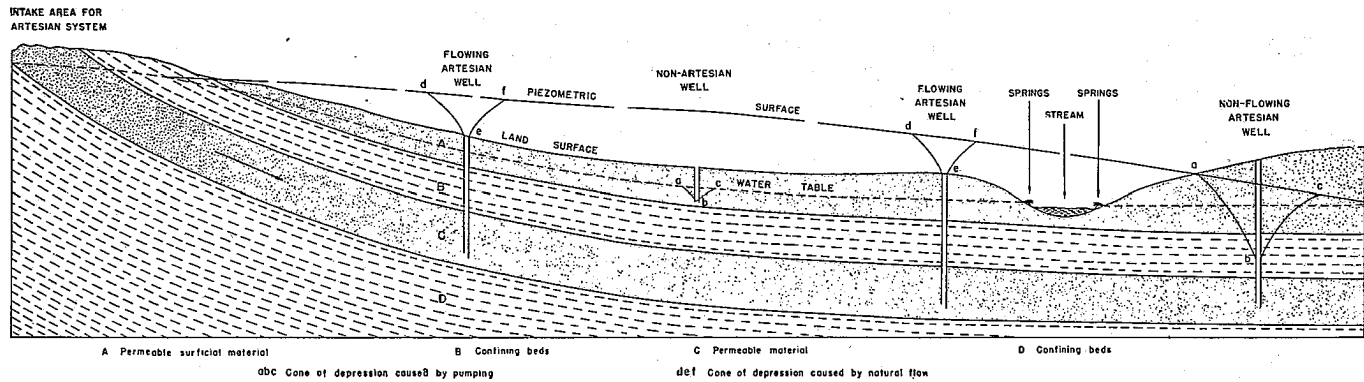 INTAKE AREA FOR
ARTESIAN SYSTEM
FLOWING
ARTESIAN
WELL
NON-ARTESIAN
WELL
FLOWING
ARTESIAN
WELL
SPRINGS
SPRINGS
STREAM
NON-FLOWING
ARTESIAN
WELL
d
f
PIEZOMETRIC SURFACE
d
f
e
A
LAND SURFACE
e
a
a
c
b
WATER TABLE
c
B
C
b
D
A Permeable surficial material
B Confining beds
C Permeable material
D Confining beds
abc Cone of depression caused by pumping
def Cone of depression caused by natural flow